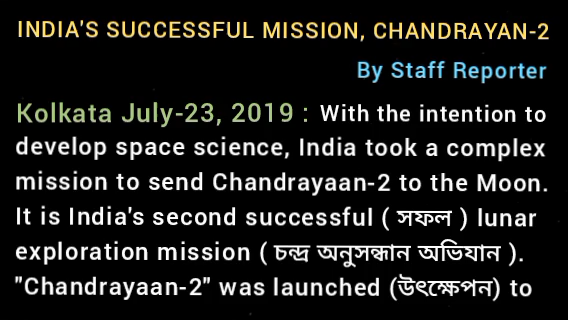 INDIA'S SUCCESSFUL MISSION, CHANDRAYAN-2
By Staff Reporter
Kolkata July-23, 2019 : With the intention to
develop space science, India took a complex
mission to send Chandrayaan-2 to the Moon.
It is India's second successful ( সফল ) lunar
exploration mission ( চন্দ্র অনুসন্ধান অভিযান ).
"Chandrayaan-2" was launched (উৎক্ষেপন) to